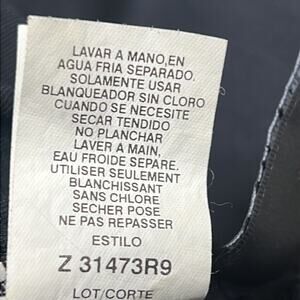 LAVAR A MANO,EN
AGUA FRIA SEPARADO.
SOLAMENTE USAR
BLANQUEADOR SIN CLORO
CUANDO SE NECESITE
SECAR TENDIDO
NO PLANCHAR
LAVER A MAIN,
EAU FROIDE SEPARE.
UTILISER SEULEMENT
BLANCHISSANT
SANS CHLORE
SECHER POSE
NE PAS REPASSER
ESTILO
Z 31473R9
LOT/CORTE